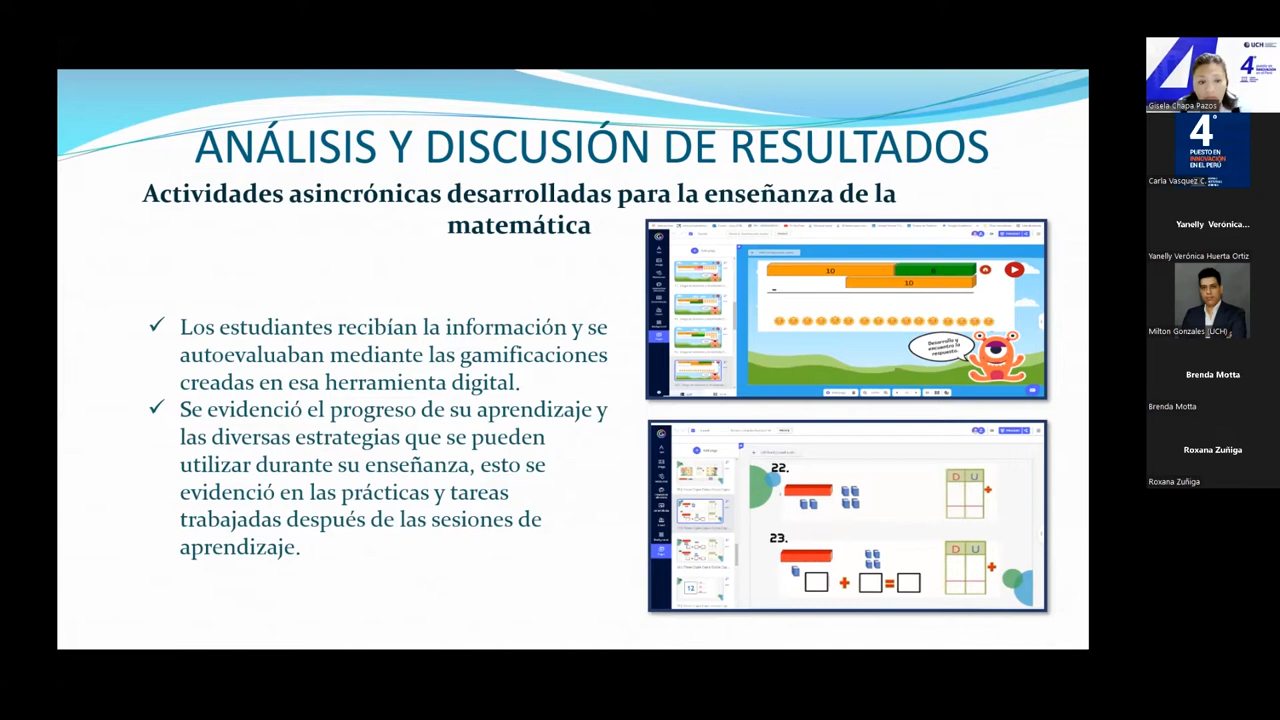 ANÁLISIS Y DISCUSIÓN DE RESULTADOS
Actividades asincrónicas desarrolladas para la enseñanza de la
matemática
✓ Los estudiantes recibían la información y se
autoevaluaban mediante las gamificaciones
creadas en esa herramienta digital.
✓ Se evidenció el progreso de su aprendizaje y
las diversas estrategias que se pueden
utilizar durante su enseñanza, esto se
evidenció en las prácticas y tareas
trabajadas después de las sesiones de
aprendizaje.
10 6
10
Desarrolla y
encuentra la
respuesta.
22.
D U
+
23.
D U
+
+ =
12
UCH
4°
Gisela Chapa Pazos
4°
PUESTO EN
INNOVACIÓN
EN EL PERÚ
Carla Vasquez C.
Yanelly Verónica...
Yanelly Verónica Huerta Ortiz
Milton Gonzales (UCH)
Brenda Motta
Brenda Motta
Roxana Zuñiga
Roxana Zuñiga